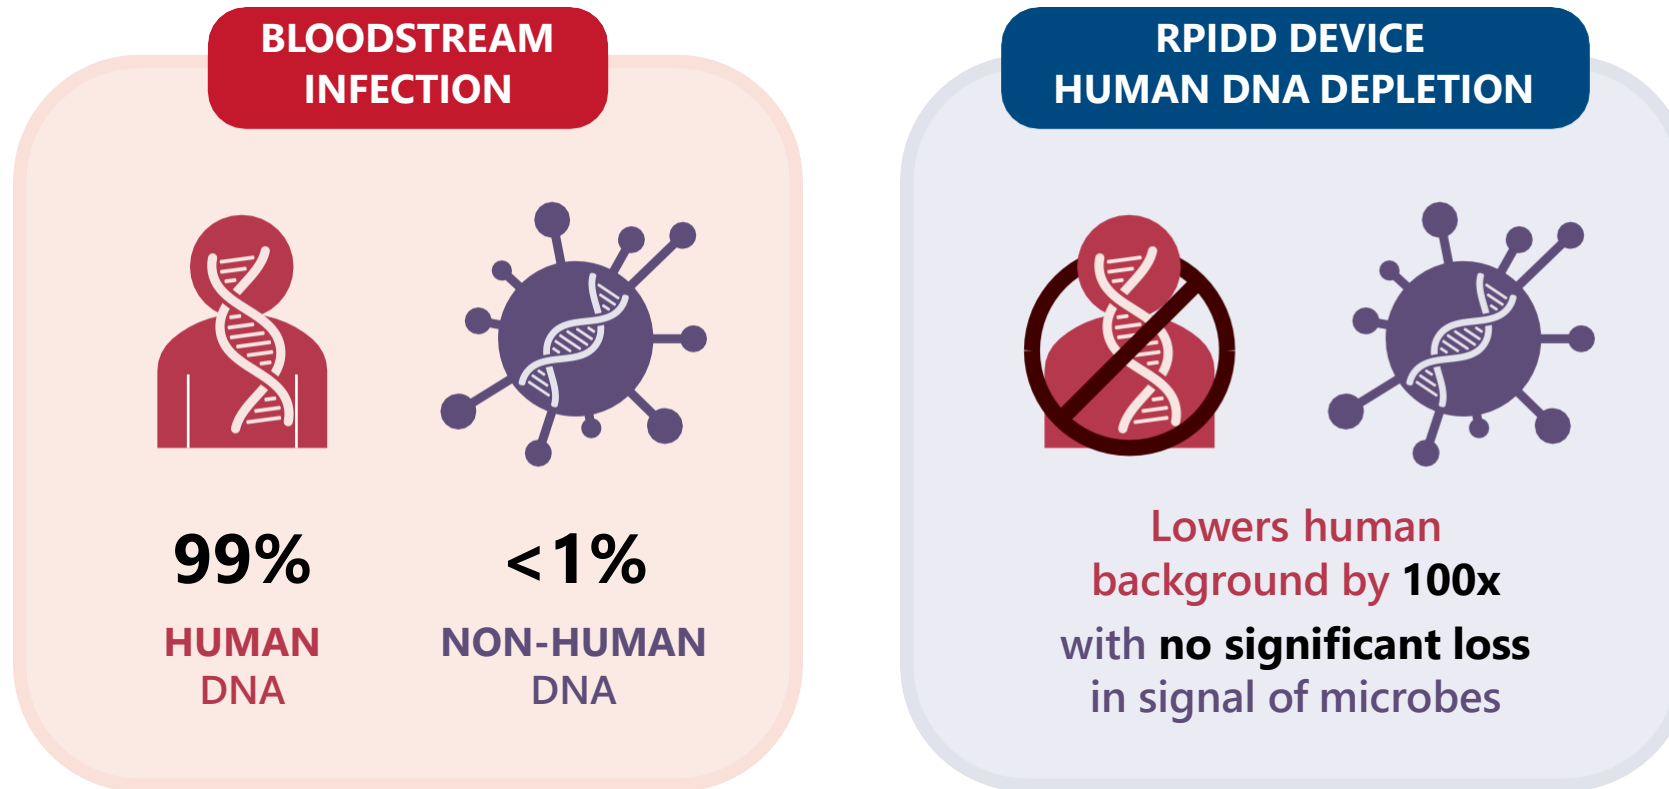 BLOODSTREAM
INFECTION
99%
HUMAN
DNA
<1%
NON-HUMAN
DNA
RPIDD DEVICE
HUMAN DNA DEPLETION
Lowers human
background by 100x
with no significant loss
in signal of microbes